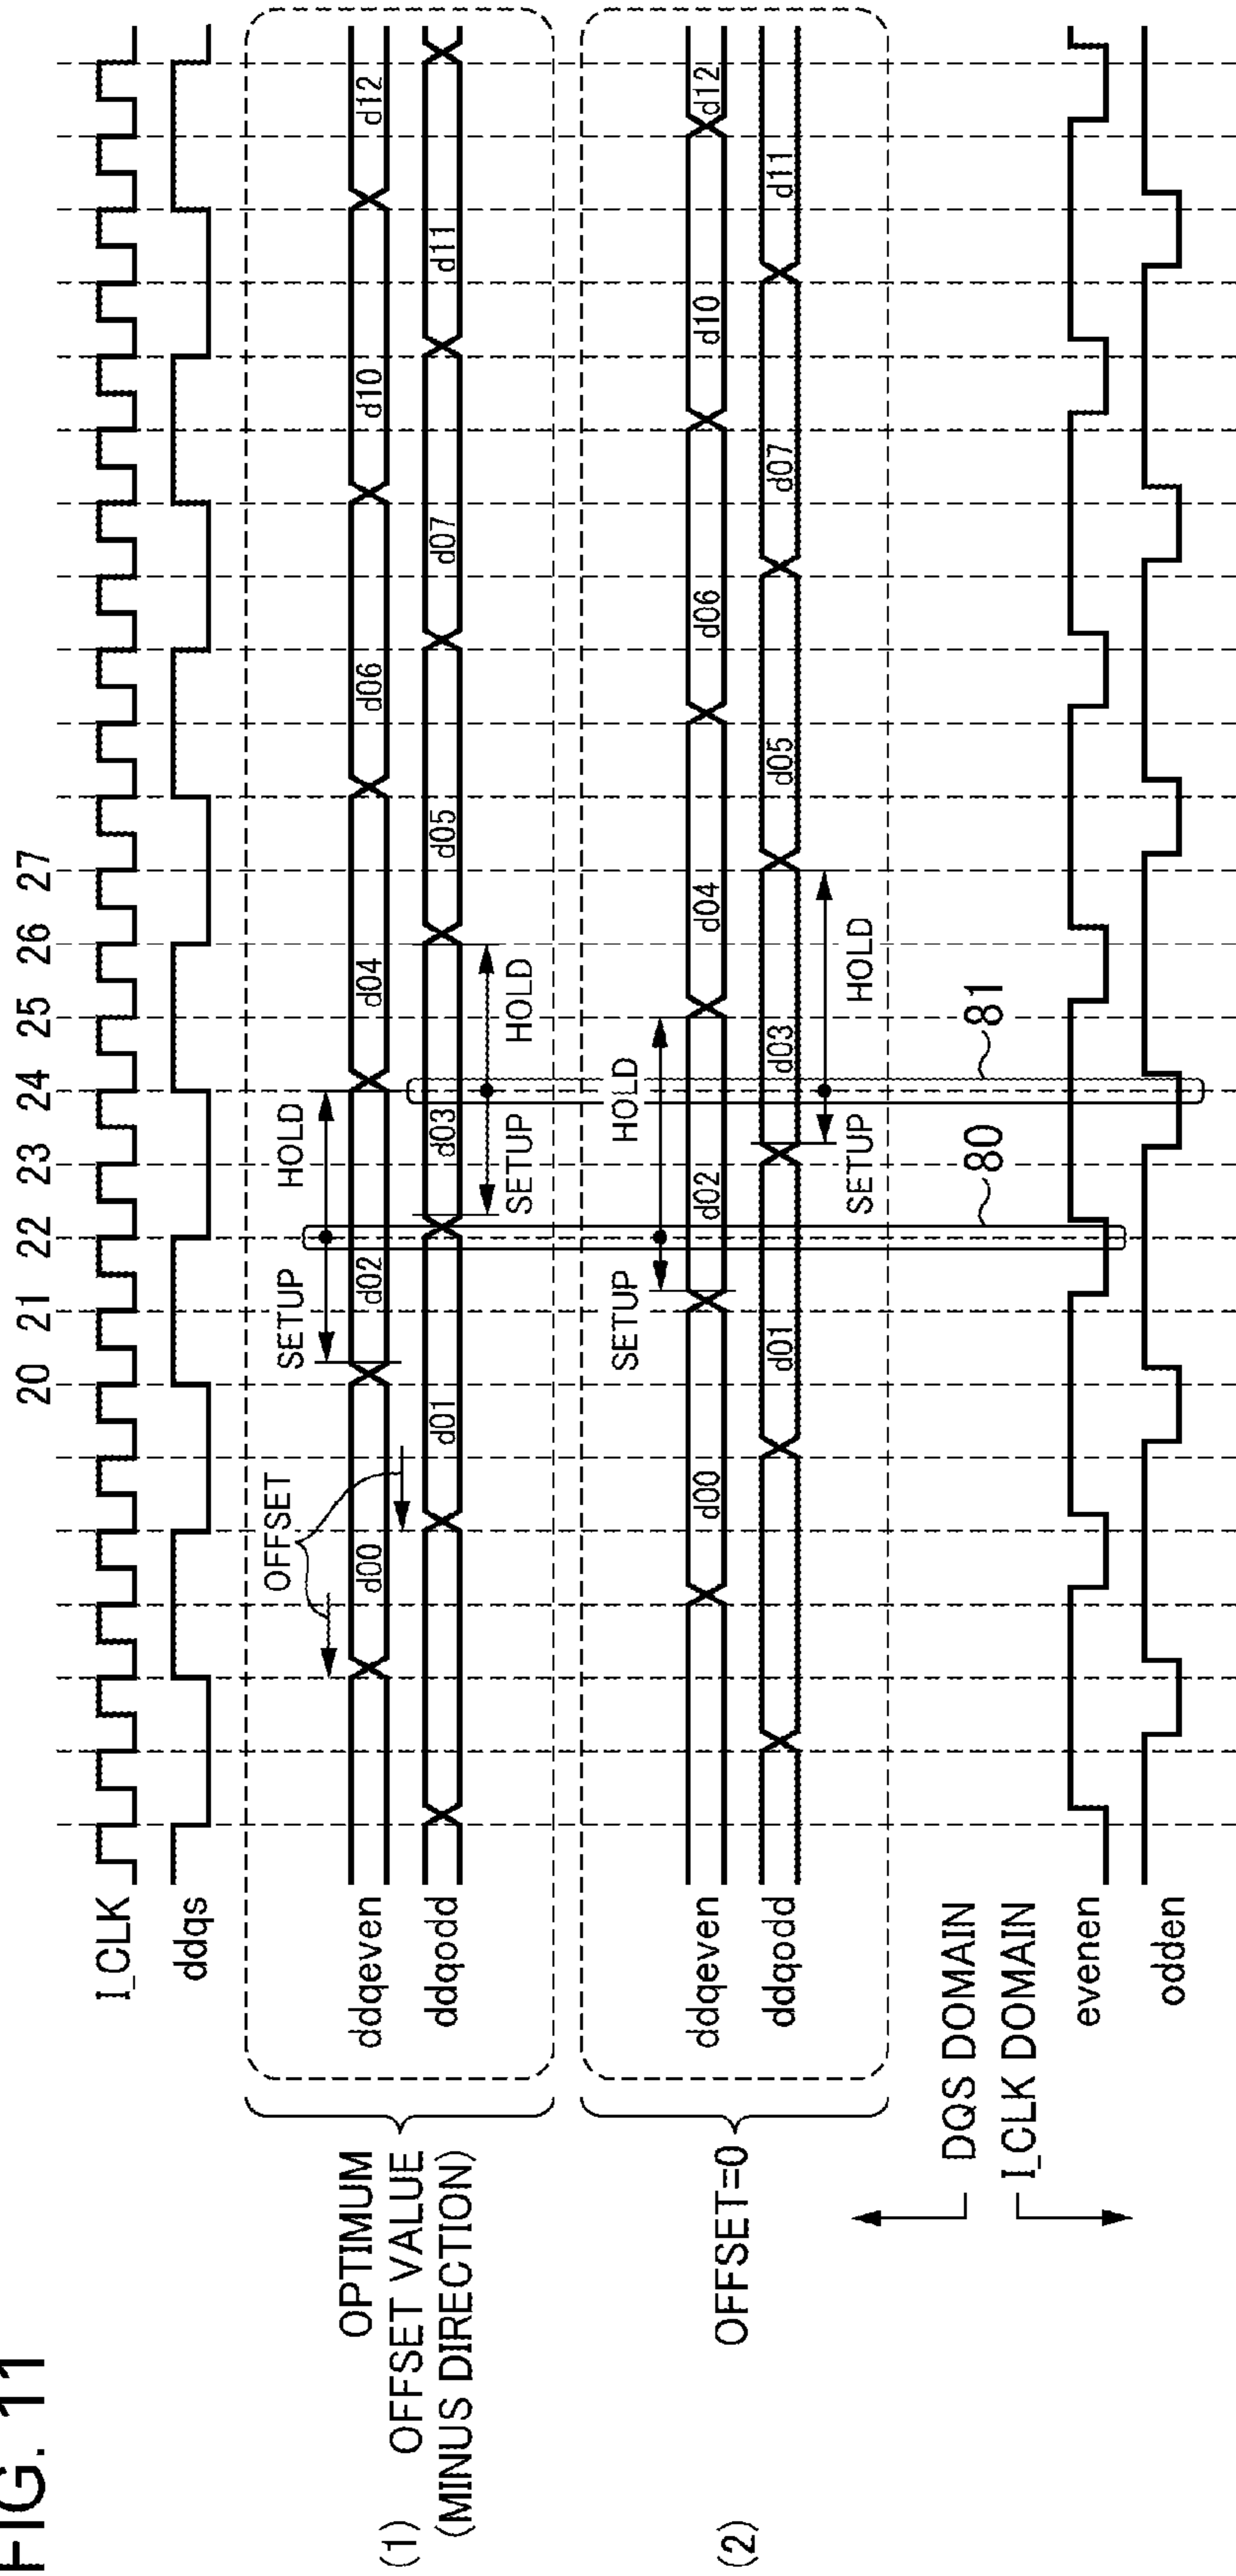 FIG. 11
20 21 22 23 24 25 26 27
I_CLK
ddqs
(1) OPTIMUM
OFFSET VALUE
(MINUS DIRECTION)
OFFSET
SETUP
HOLD
ddqeven
d00 d02 d04 d06 d10 d12
ddqodd
d01 d03 d05 d07 d11
SETUP
HOLD
(2) OFFSET=0
SETUP
HOLD
ddqeven
d00 d02 d04 d06 d10 d12
ddqodd
d01 d03 d05 d07 d11
SETUP
HOLD
DQS DOMAIN
I_CLK DOMAIN
80
81
evenen
odden